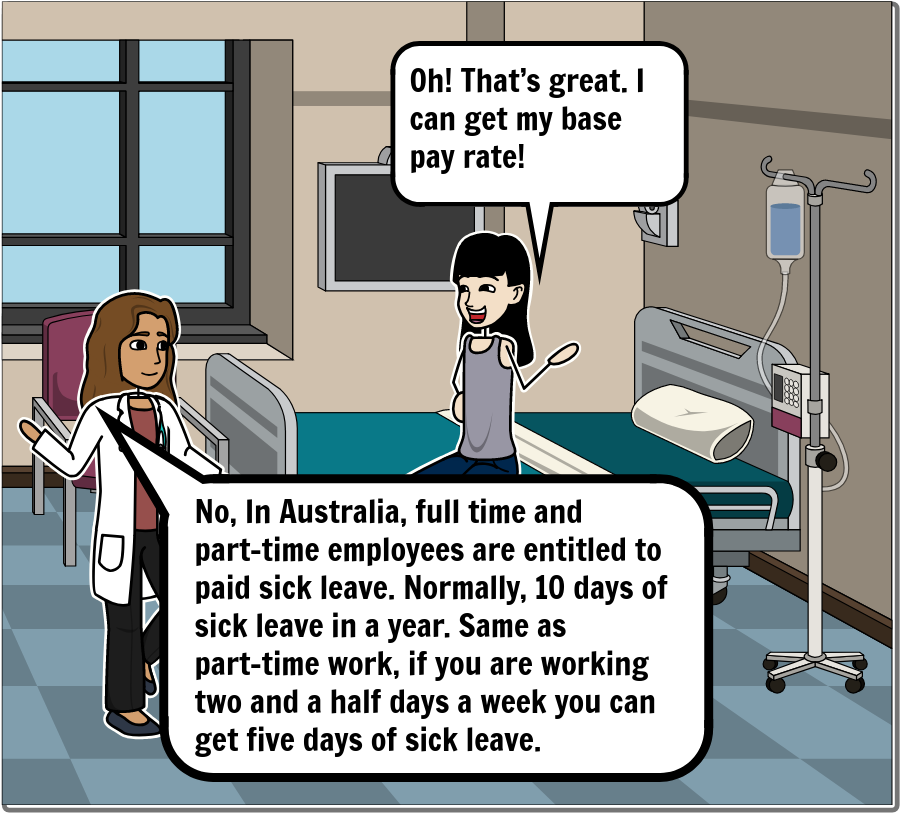 Oh! That's great. I
can get my base
pay rate!
No, In Australia, full time and
part-time employees are entitled to
paid sick leave. Normally, 10 days of
sick leave in a year. Same as
part-time work, if you are working
two and a half days a week you can
get five days of sick leave.